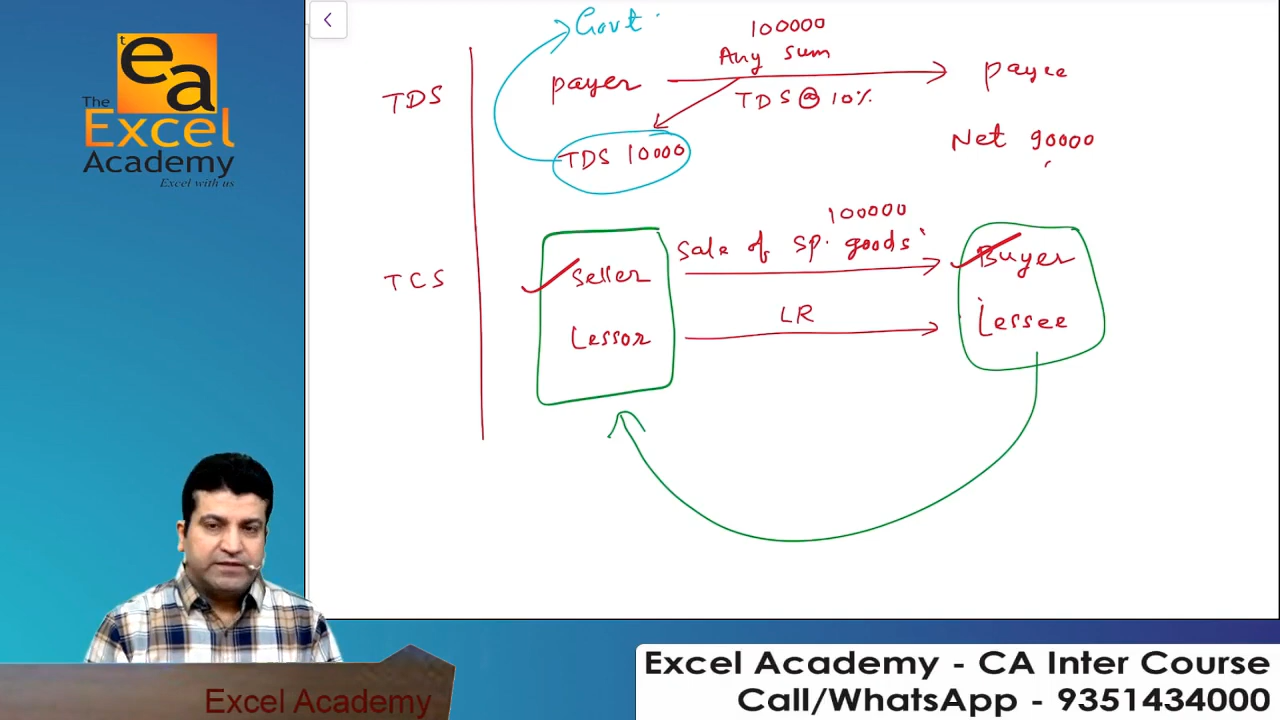 t
ea
The
Excel
Academy
Excel with us
Govt.
100000
Any sum
payer
payee
TDS
TDS @ 10%
TDS 10000
Net 90000
100000
Sale of sp. goods
Seller
Buyer
TCS
LR
Lessor
Lessee
Excel Academy
Excel Academy - CA Inter Course
Call/WhatsApp - 9351434000